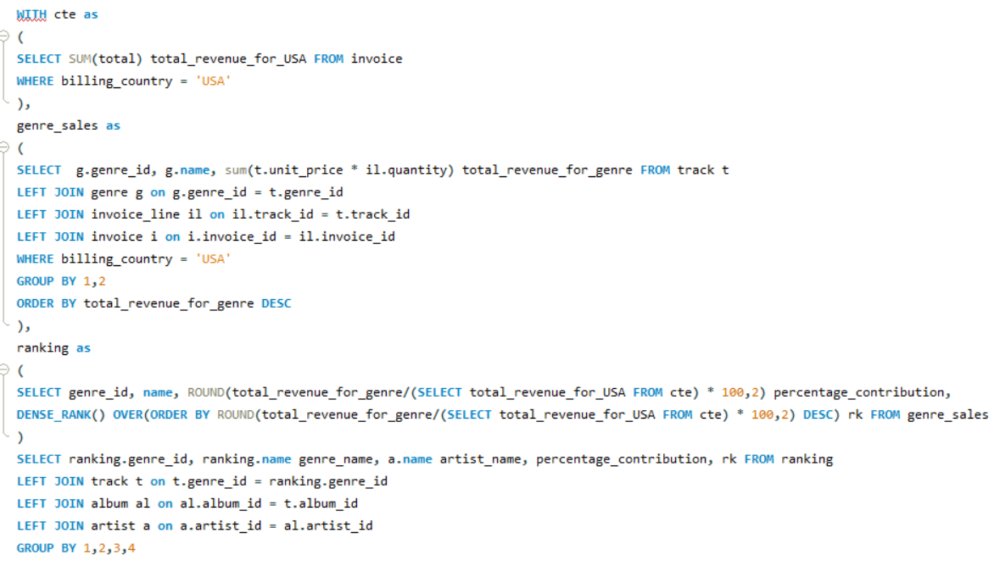 WITH cte as
(
SELECT SUM(total) total_revenue_for_USA FROM invoice
WHERE billing_country = 'USA'
),
genre_sales as
(
SELECT  g.genre_id, g.name, sum(t.unit_price * il.quantity) total_revenue_for_genre FROM track t
LEFT JOIN genre g on g.genre_id = t.genre_id
LEFT JOIN invoice_line il on il.track_id = t.track_id
LEFT JOIN invoice i on i.invoice_id = il.invoice_id
WHERE billing_country = 'USA'
GROUP BY 1,2
ORDER BY total_revenue_for_genre DESC
),
ranking as
(
SELECT genre_id, name, ROUND(total_revenue_for_genre/(SELECT total_revenue_for_USA FROM cte) * 100,2) percentage_contribution,
DENSE_RANK() OVER(ORDER BY ROUND(total_revenue_for_genre/(SELECT total_revenue_for_USA FROM cte) * 100,2) DESC) rk FROM genre_sales
)
SELECT ranking.genre_id, ranking.name genre_name, a.name artist_name, percentage_contribution, rk FROM ranking
LEFT JOIN track t on t.genre_id = ranking.genre_id
LEFT JOIN album al on al.album_id = t.album_id
LEFT JOIN artist a on a.artist_id = al.artist_id
GROUP BY 1,2,3,4